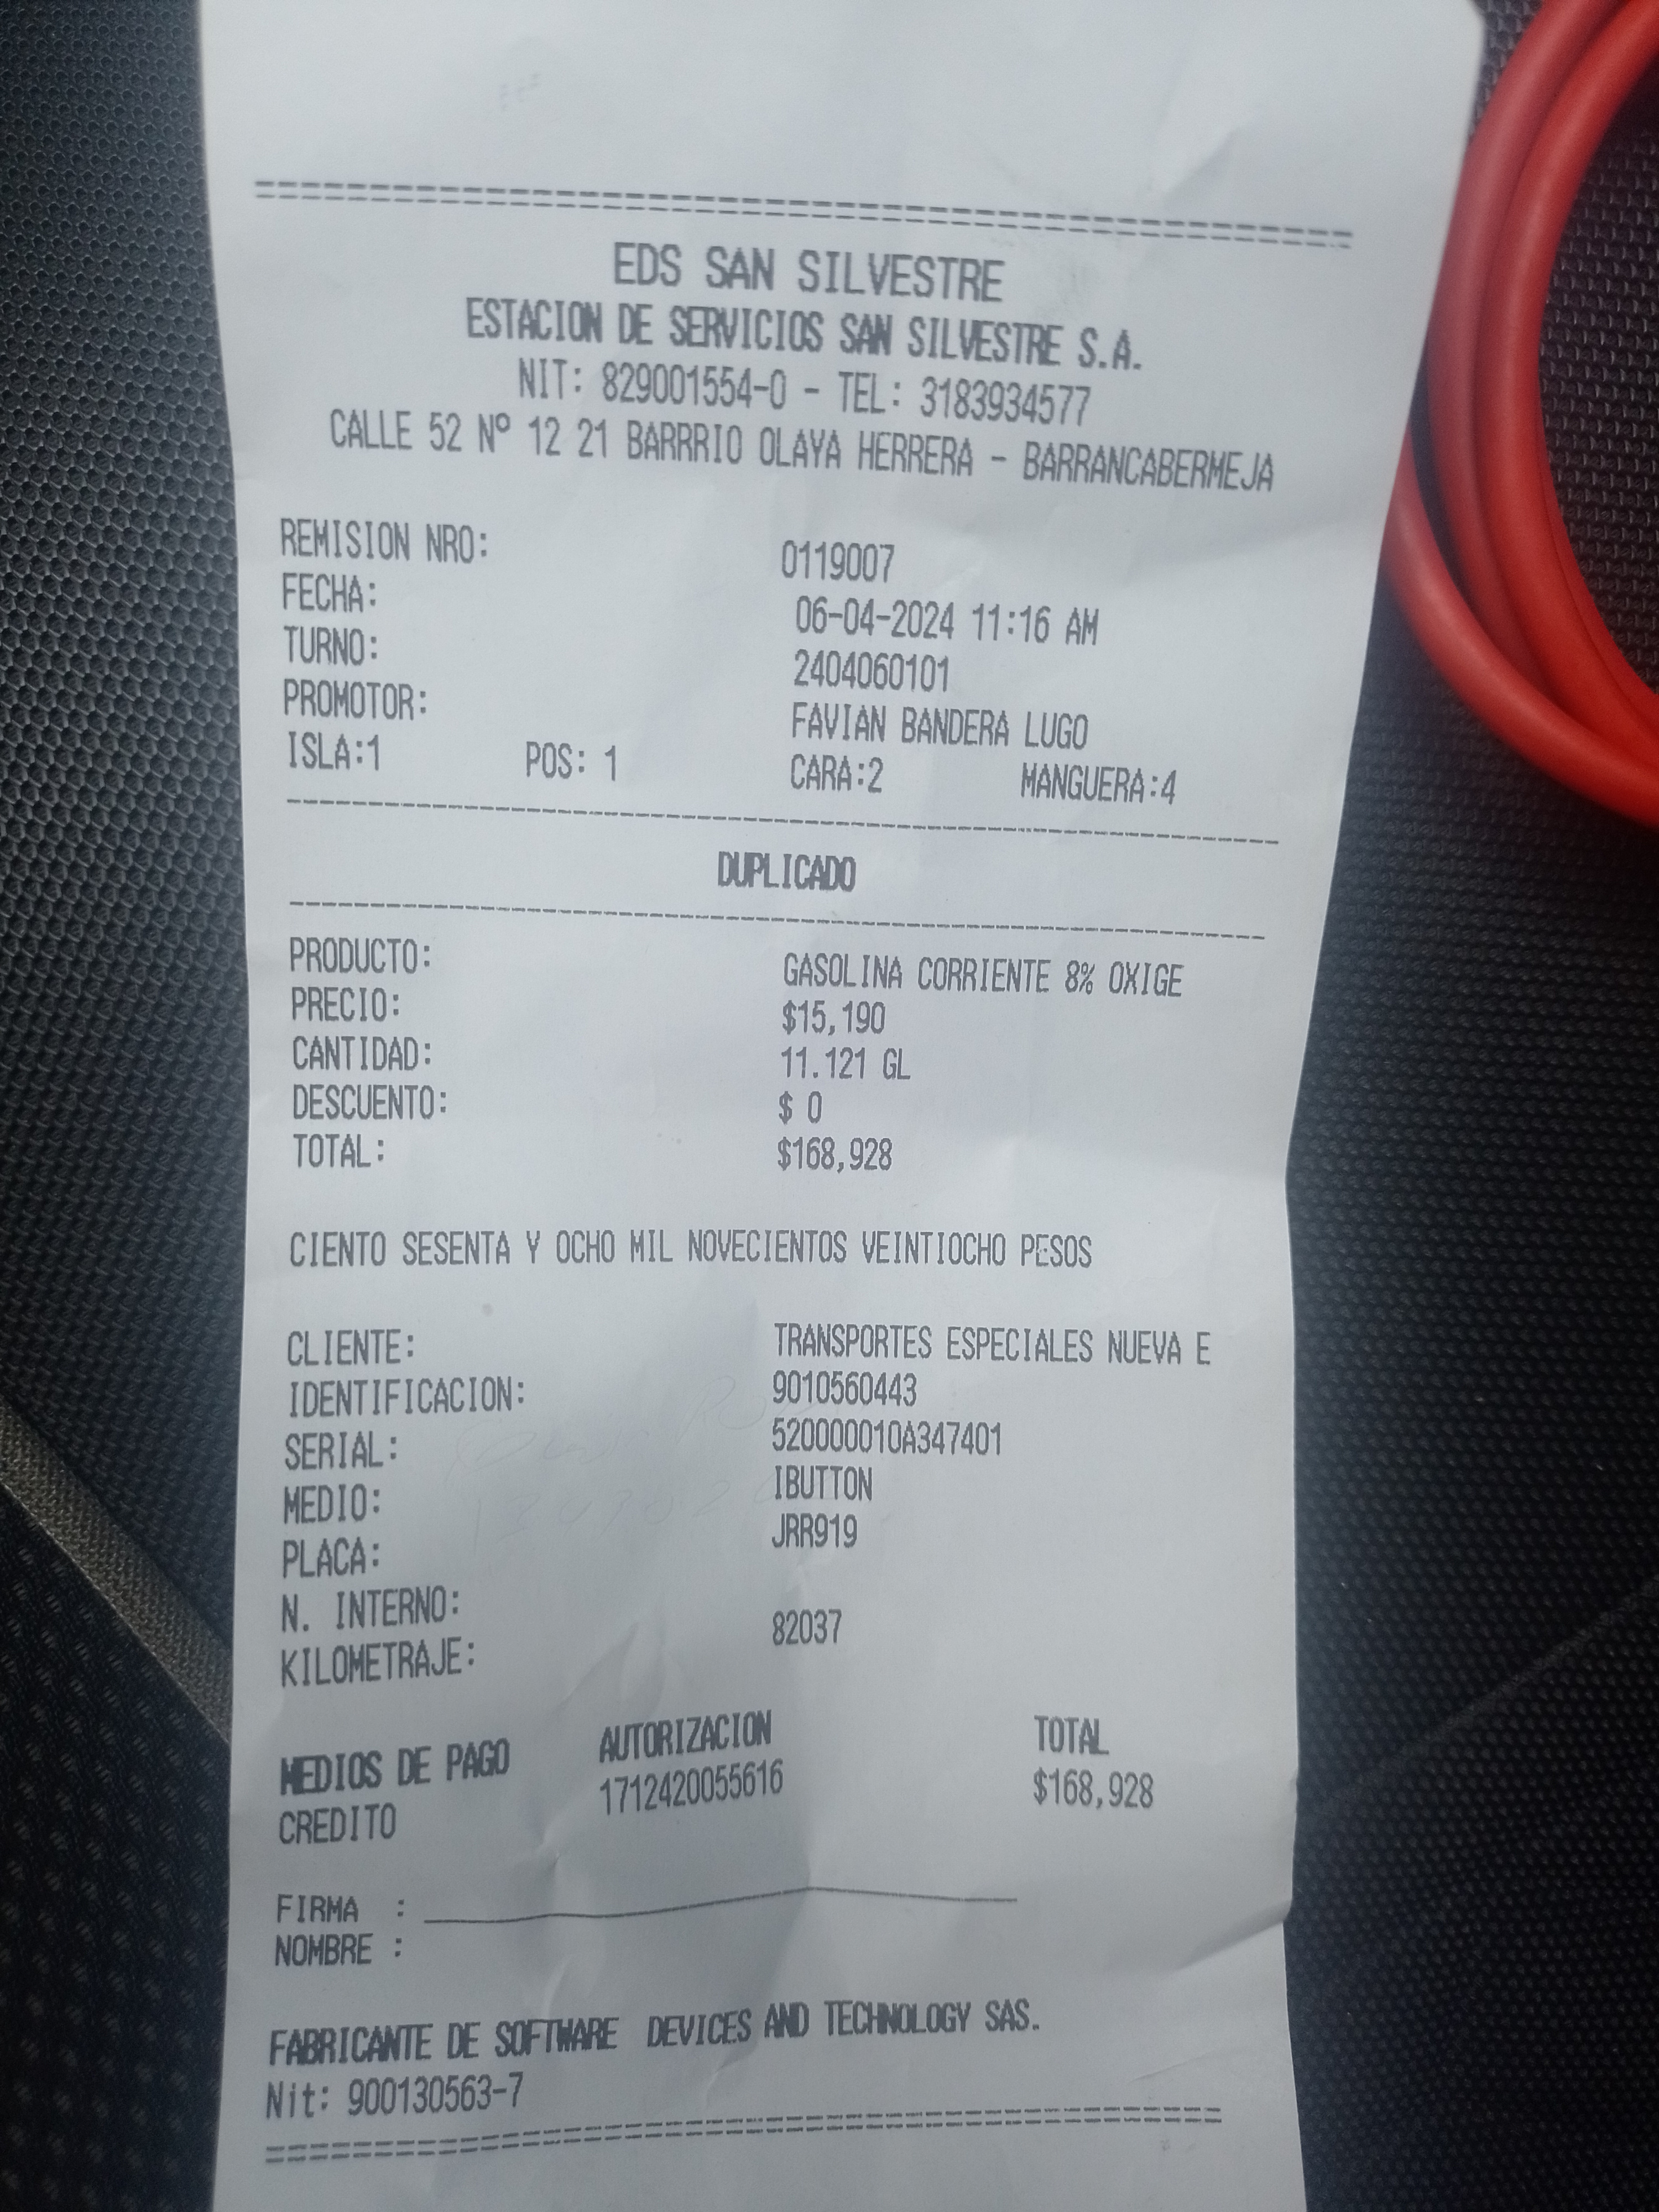 EDS SAN SILVESTRE
ESTACION DE SERVICIOS SAN SILVESTRE S.A.
NIT: 829001554-0 - TEL: 3183934577
CALLE 52 Nº 12 21 BARRRIO OLAYA HERRERA - BARRANCABERMEJA
REMISION NRO: 0119007
FECHA: 06-04-2024 11:16 AM
TURNO: 2404060101
PROMOTOR: FAVIAN BANDERA LUGO
ISLA:1 POS: 1 CARA:2 MANGUERA:4
DUPLICADO
PRODUCTO: GASOLINA CORRIENTE 8% OXIGE
PRECIO: $15,190
CANTIDAD: 11.121 GL
DESCUENTO: $ 0
TOTAL: $168,928
CIENTO SESENTA Y OCHO MIL NOVECIENTOS VEINTIOCHO PESOS
CLIENTE: TRANSPORTES ESPECIALES NUEVA E
IDENTIFICACION: 9010560443
SERIAL: 520000010A347401
MEDIO: IBUTTON
PLACA: JRR919
N. INTERNO:
KILOMETRAJE: 82037
MEDIOS DE PAGO AUTORIZACION TOTAL
CREDITO 1712420055616 $168,928
FIRMA :
NOMBRE :
FABRICANTE DE SOFTWARE DEVICES AND TECHNOLOGY SAS.
Nit: 900130563-7